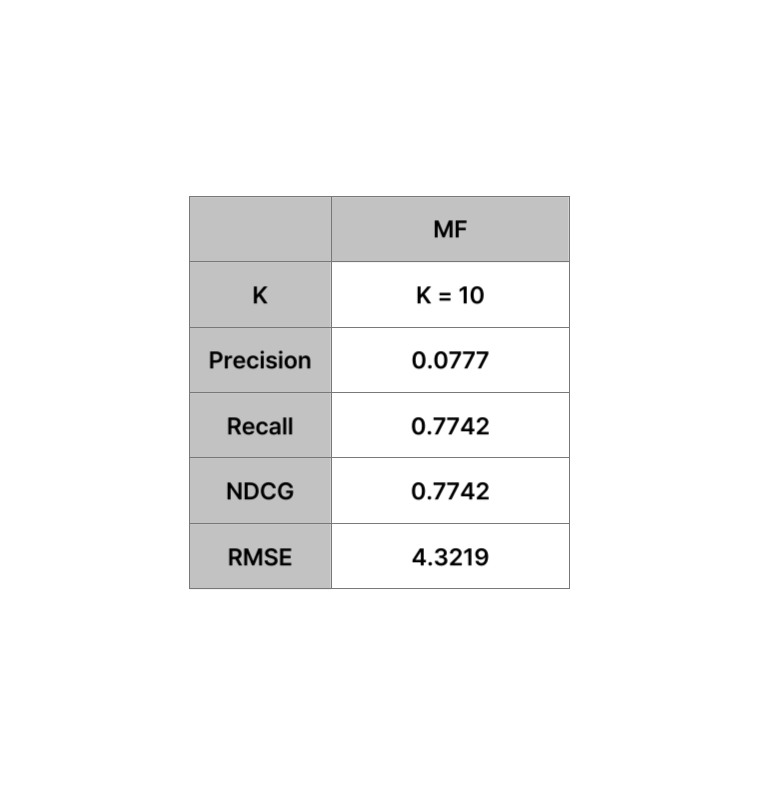 MF
K K = 10
Precision 0.0777
Recall 0.7742
NDCG 0.7742
RMSE 4.3219